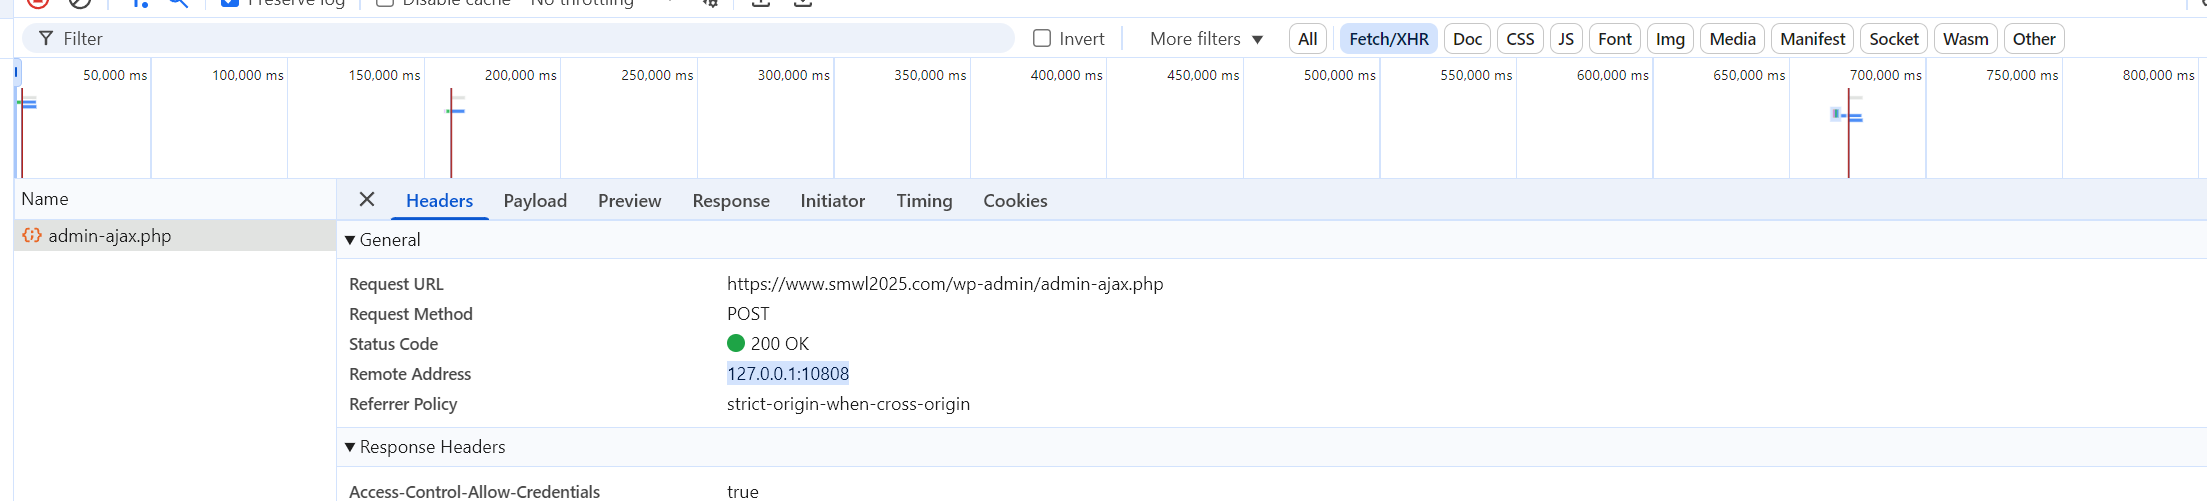 Preserve log Disable cache No throttling
Filter Invert More filters All Fetch/XHR Doc CSS JS Font Img Media Manifest Socket Wasm Other
50,000 ms 100,000 ms 150,000 ms 200,000 ms 250,000 ms 300,000 ms 350,000 ms 400,000 ms 450,000 ms 500,000 ms 550,000 ms 600,000 ms 650,000 ms 700,000 ms 750,000 ms 800,000 ms
Name Headers Payload Preview Response Initiator Timing Cookies
admin-ajax.php
General
Request URL https://www.smwl2025.com/wp-admin/admin-ajax.php
Request Method POST
Status Code 200 OK
Remote Address 127.0.0.1:10808
Referrer Policy strict-origin-when-cross-origin
Response Headers
Access-Control-Allow-Credentials true